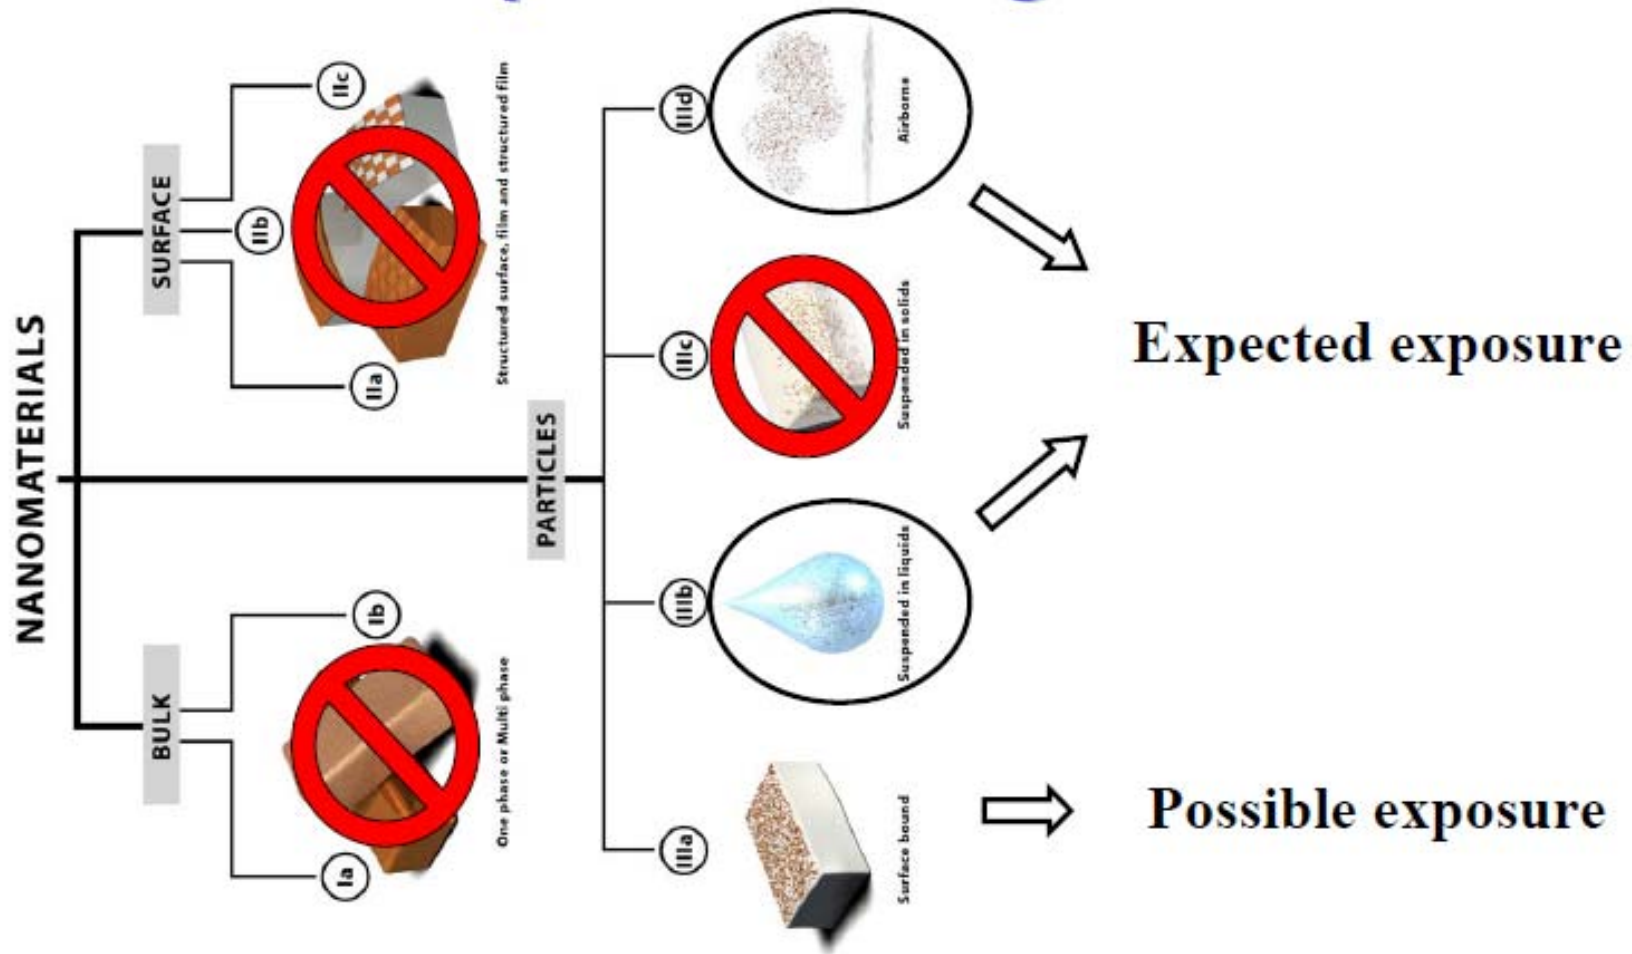 NANOMATERIALS
BULK
Ia
Ib
One phase or Multi phase
SURFACE
IIa
IIb
IIc
Structured surface, film and structured film
PARTICLES
IIIa
Surface bound
IIIb
Suspended in liquids
IIIc
Suspended in solids
IIId
Airborne
Expected exposure
Possible exposure